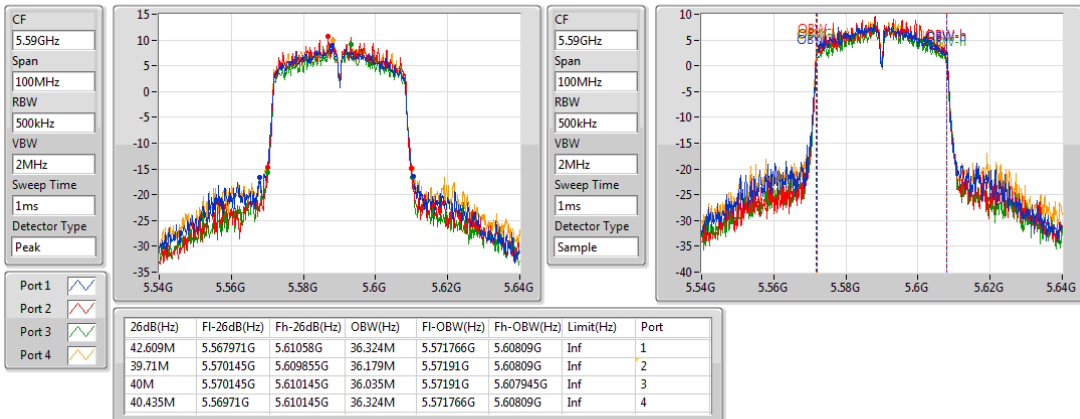 CF
5.59GHz
Span
100MHz
RBW
500kHz
VBW
2MHz
Sweep Time
1ms
Detector Type
Peak
15
10
5
0
-5
-10
-15
-20
-25
-30
-35
5.54G 5.56G 5.58G 5.6G 5.62G 5.64G
CF
5.59GHz
Span
100MHz
RBW
500kHz
VBW
2MHz
Sweep Time
1ms
Detector Type
Sample
10
5
0
-5
-10
-15
-20
-25
-30
-35
-40
OBW-h
5.54G 5.56G 5.58G 5.6G 5.62G 5.64G
Port 1
Port 2
Port 3
Port 4
26dB(Hz) Fl-26dB(Hz) Fh-26dB(Hz) OBW(Hz) Fl-OBW(Hz) Fh-OBW(Hz) Limit(Hz) Port
42.609M 5.567971G 5.61058G 36.324M 5.571766G 5.60809G Inf 1
39.71M 5.570145G 5.609855G 36.179M 5.57191G 5.60809G Inf 2
40M 5.570145G 5.610145G 36.035M 5.57191G 5.607945G Inf 3
40.435M 5.56971G 5.610145G 36.324M 5.571766G 5.60809G Inf 4